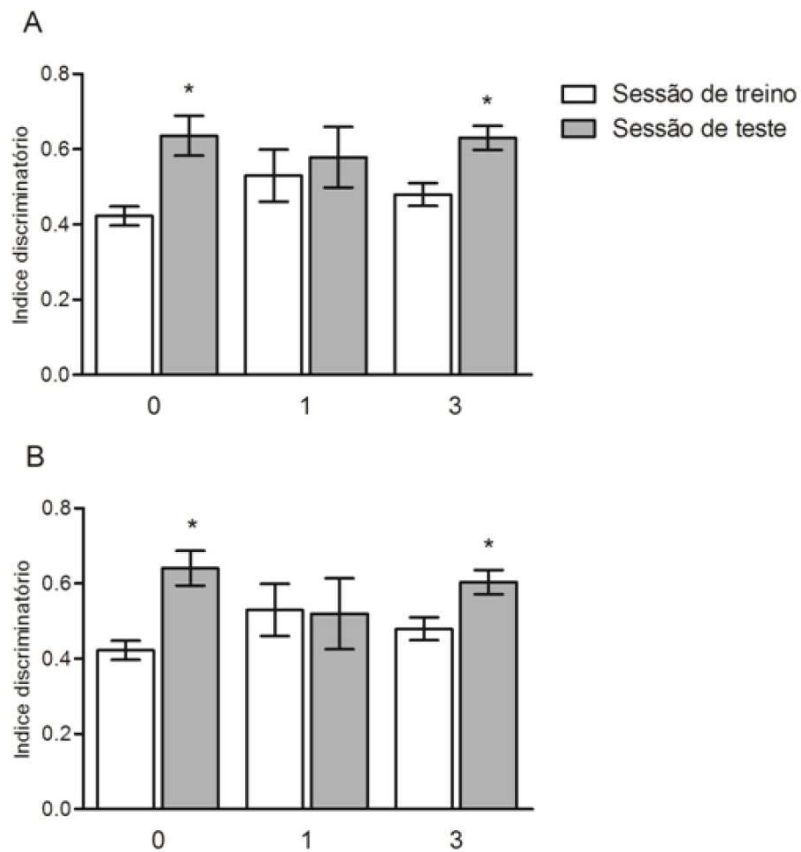 A
Indice discriminatório
0.8
0.6
0.4
0.2
0.0
*
*
0 1 3
Sessão de treino
Sessão de teste
B
Indice discriminatório
0.8
0.6
0.4
0.2
0.0
*
*
0 1 3